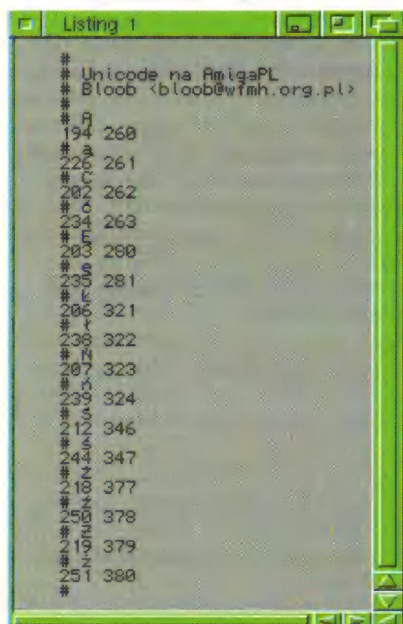 Listing 1
#
# Unicode na AmigaPL
# Bloob <bloob@wfmh.org.pl>
#
# Ą
194 260
# ą
226 261
# Ć
202 262
# ć
234 263
# Ę
203 280
# ę
235 281
# Ł
206 321
# ł
238 322
# Ń
207 323
# ń
239 324
# Ś
212 346
# ś
244 347
# Ź
218 377
# ź
250 378
# Ż
219 379
# ż
251 380
#